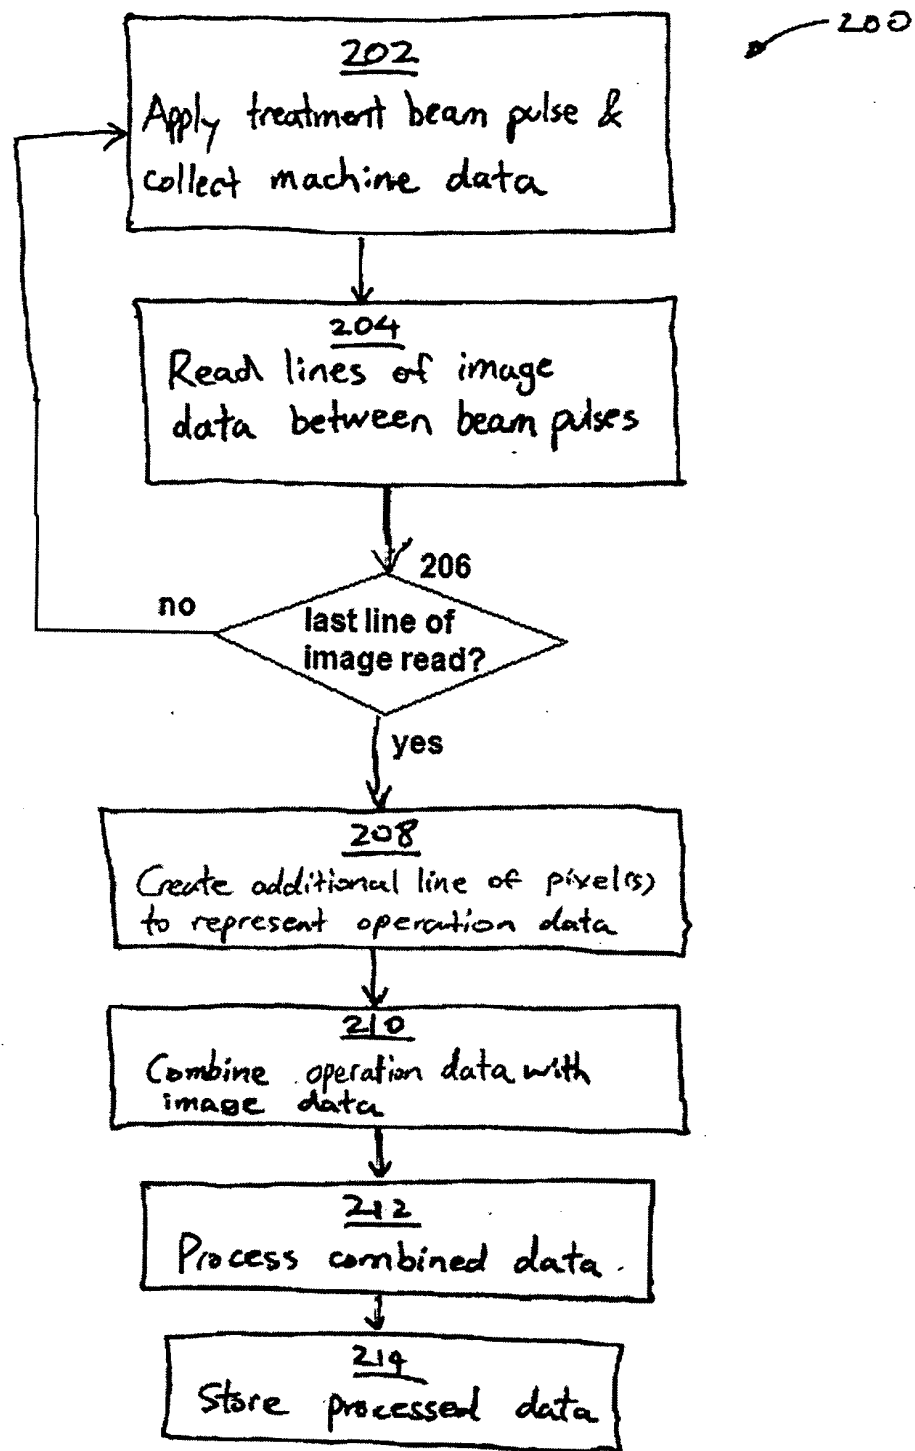 200
202
Apply treatment beam pulse &
collect machine data
204
Read lines of image
data between beam pulses
206
no
last line of
image read?
yes
208
Create additional line of pixel(s)
to represent operation data
210
Combine operation data with
image data
212
Process combined data.
214
Store processed data